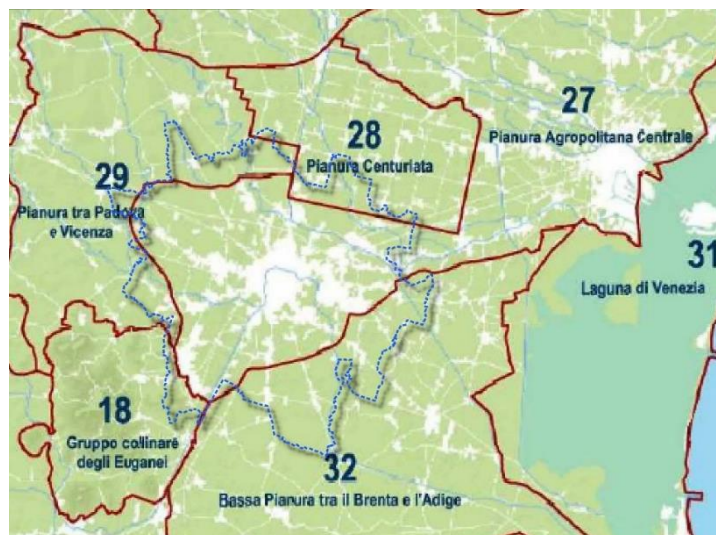 27
Pianura Agropolitana Centrale
28
Pianura Centuriata
29
Pianura tra Padova
e Vicenza
31
Laguna di Venezia
18
Gruppo collinare
degli Euganei
32
Bassa Pianura tra il Brenta e l'Adige